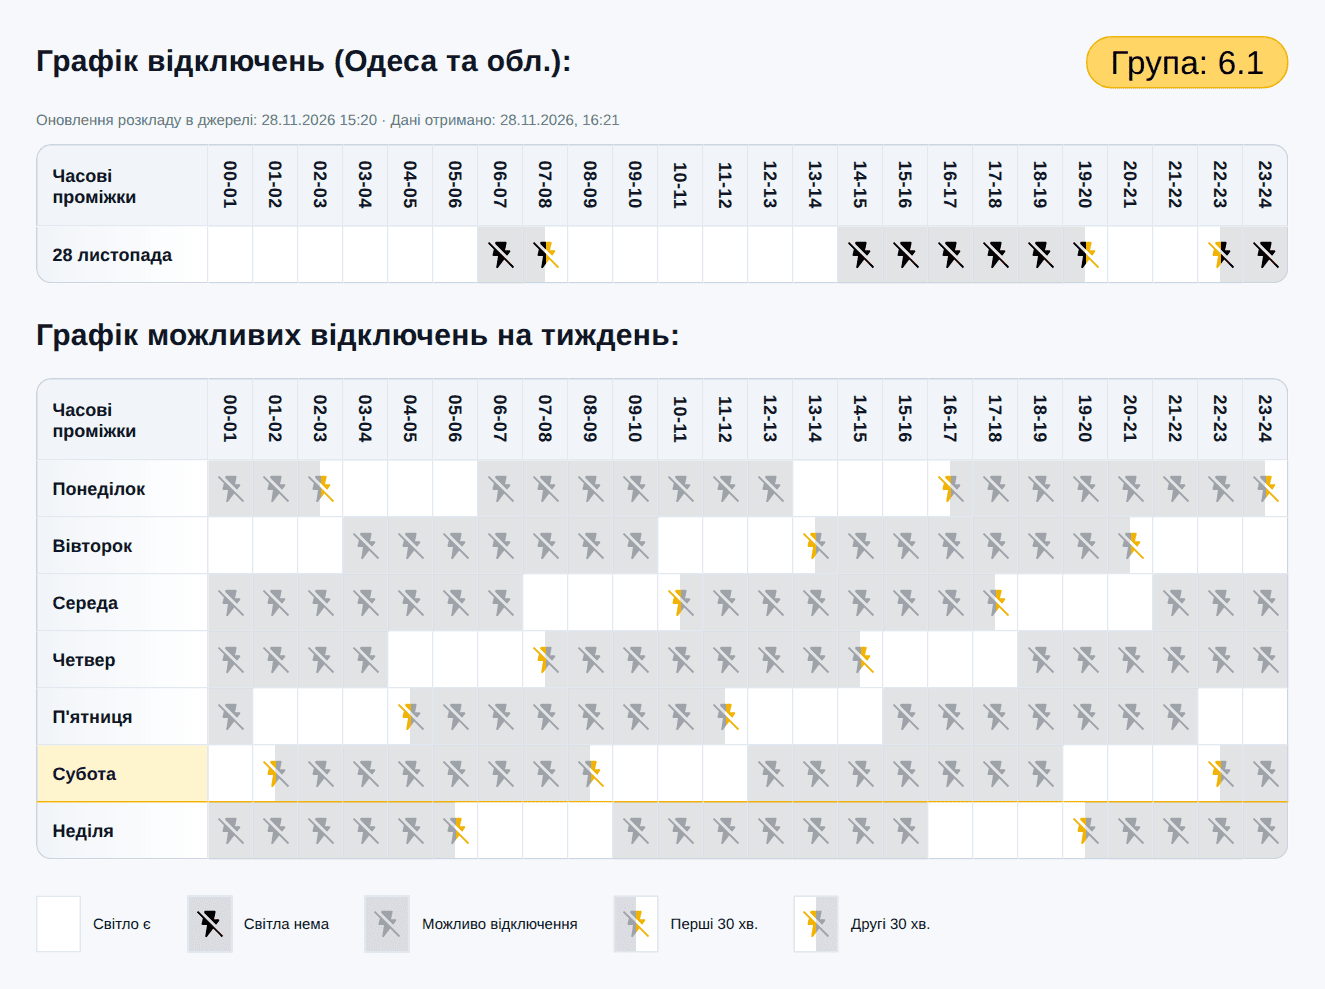 Графік відключень (Одеса та обл.):
Група: 6.1
Оновлення розкладу в джерелі: 28.11.2026 15:20 · Дані отримано: 28.11.2026, 16:21
Часові проміжки 00-01 01-02 02-03 03-04 04-05 05-06 06-07 07-08 08-09 09-10 10-11 11-12 12-13 13-14 14-15 15-16 16-17 17-18 18-19 19-20 20-21 21-22 22-23 23-24
28 листопада
Графік можливих відключень на тиждень:
Часові проміжки 00-01 01-02 02-03 03-04 04-05 05-06 06-07 07-08 08-09 09-10 10-11 11-12 12-13 13-14 14-15 15-16 16-17 17-18 18-19 19-20 20-21 21-22 22-23 23-24
Понеділок
Вівторок
Середа
Четвер
П'ятниця
Субота
Неділя
Світло є Світла нема Можливо відключення Перші 30 хв. Другі 30 хв.